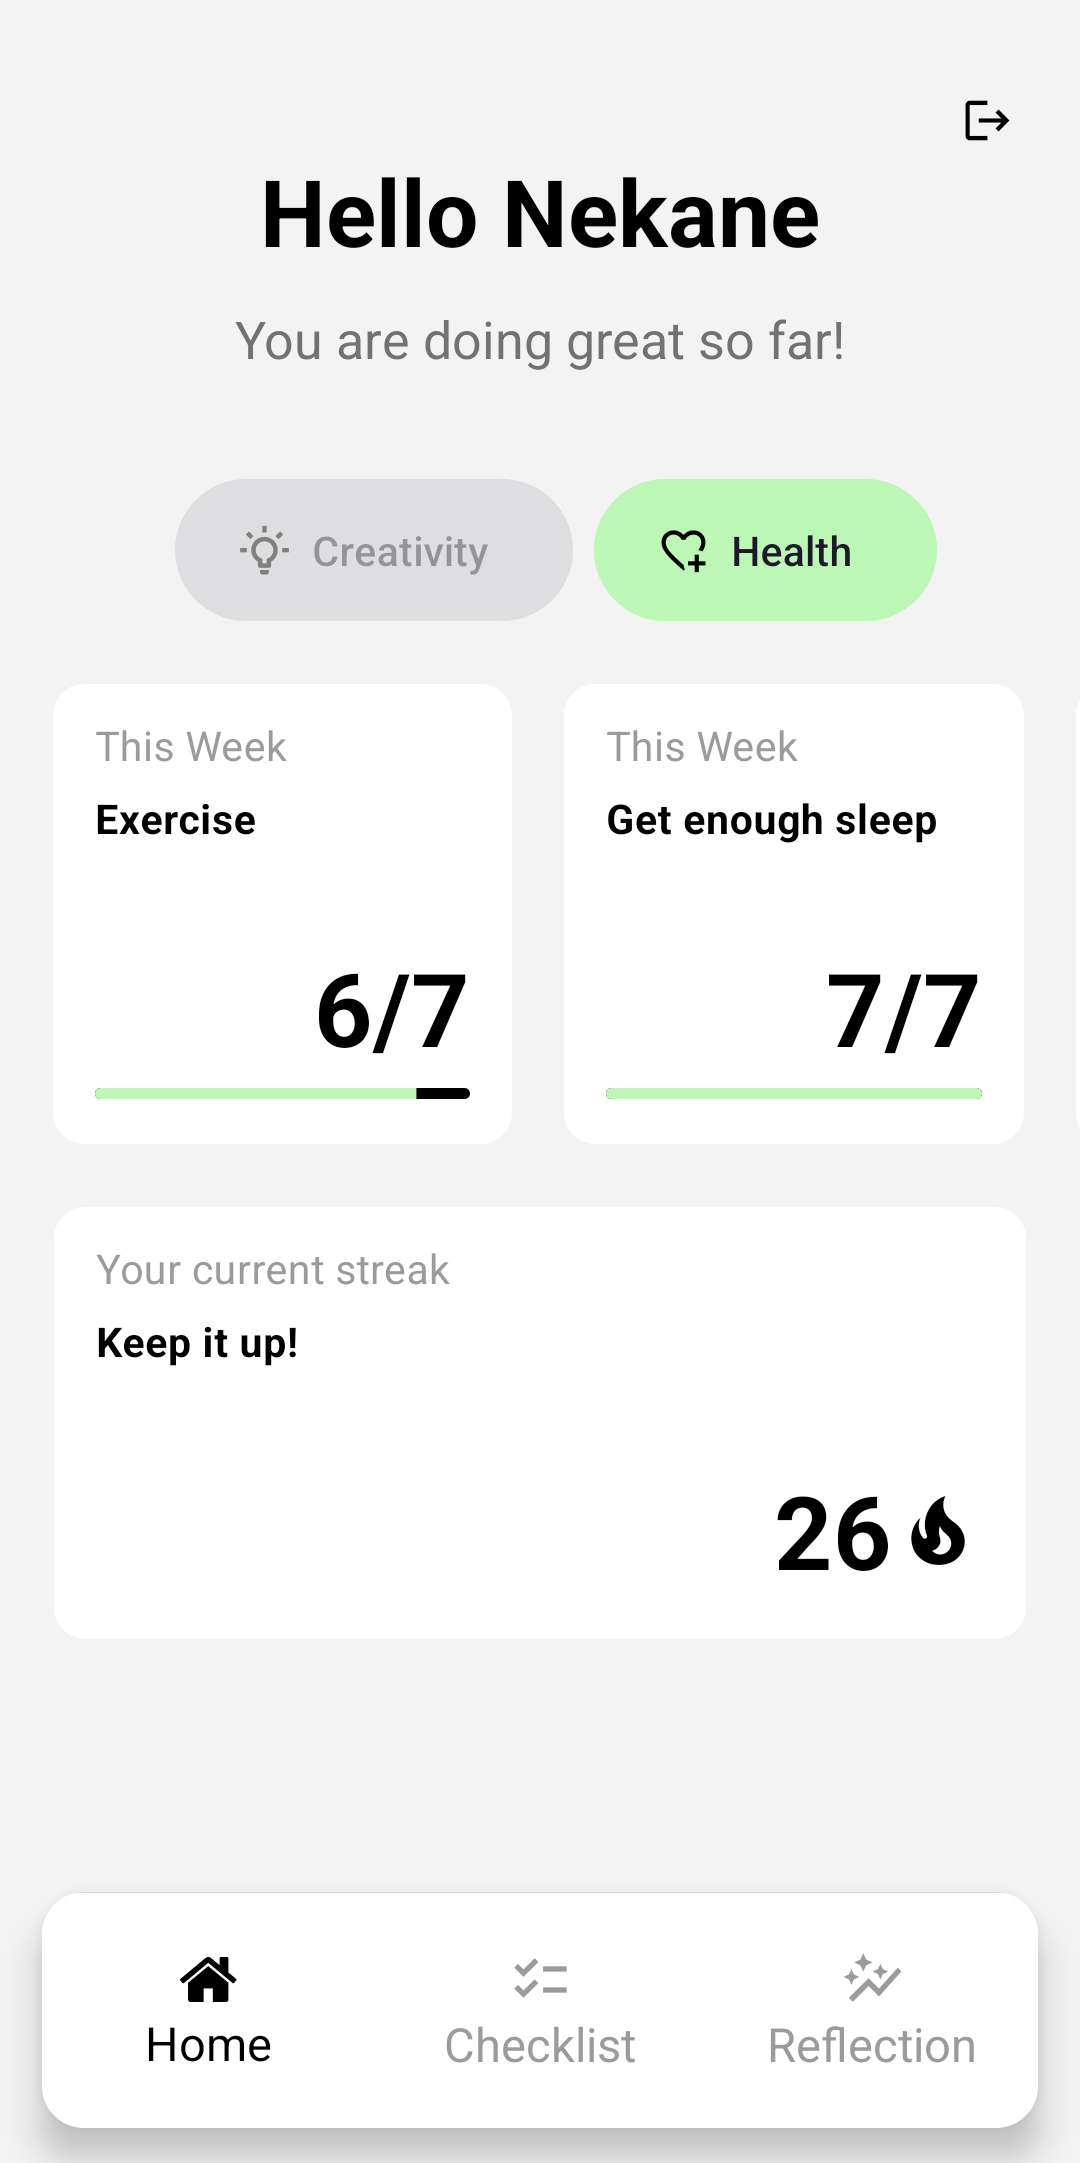 Hello Nekane
You are doing great so far!
Creativity
Health
This Week
Exercise
6/7
This Week
Get enough sleep
7/7
Your current streak
Keep it up!
26
Home
Checklist
Reflection